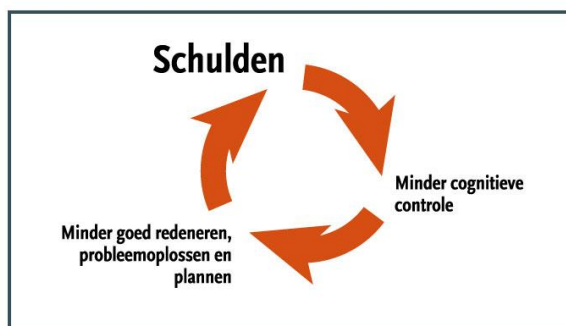 Schulden
Minder cognitieve
controle
Minder goed redeneren,
probleemoplossen en
plannen